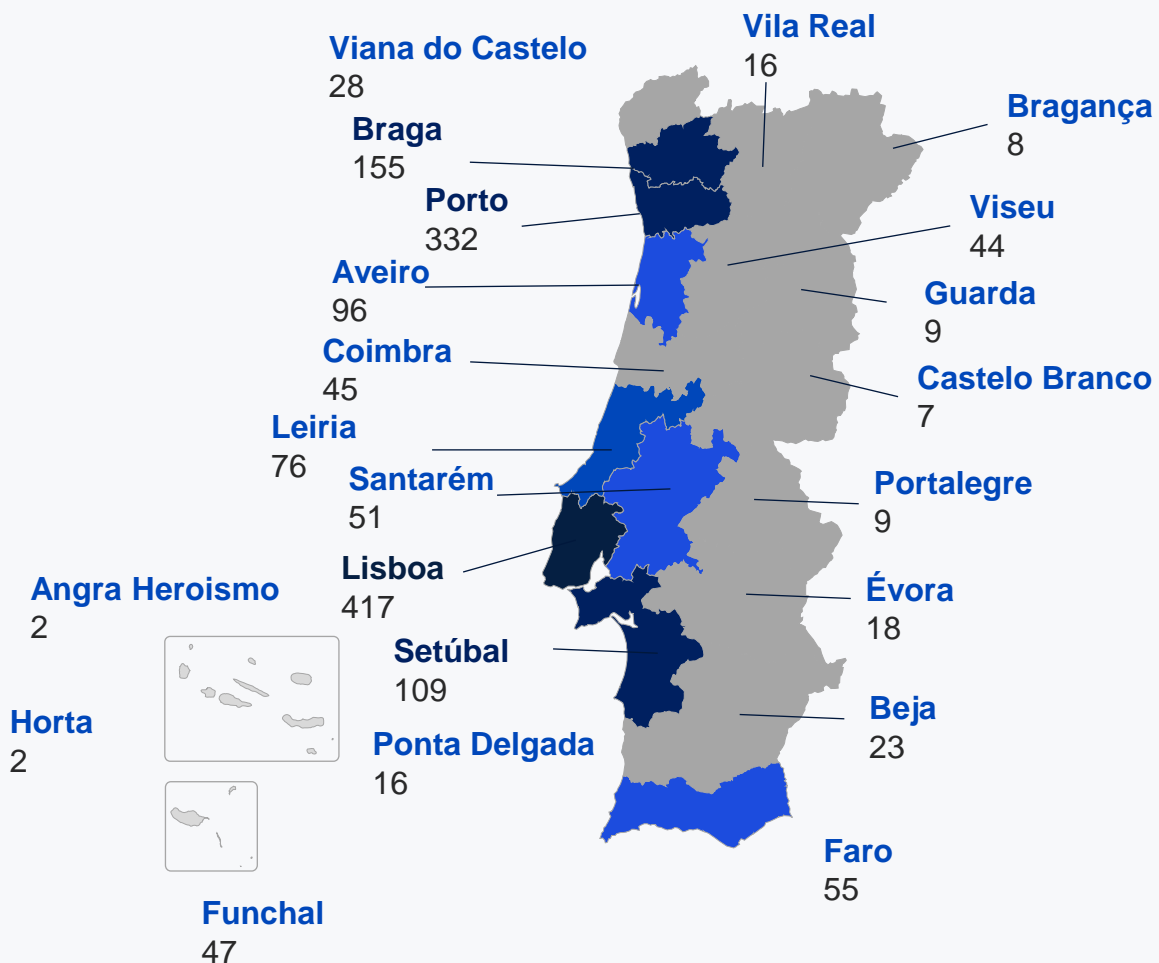 Vila Real
16
Viana do Castelo
28
Bragança
8
Braga
155
Porto
332
Viseu
44
Aveiro
96
Guarda
9
Coimbra
45
Castelo Branco
7
Leiria
76
Santarém
51
Portalegre
9
Lisboa
417
Angra Heroismo
2
Évora
18
Setúbal
109
Horta
2
Beja
23
Ponta Delgada
16
Faro
55
Funchal
47